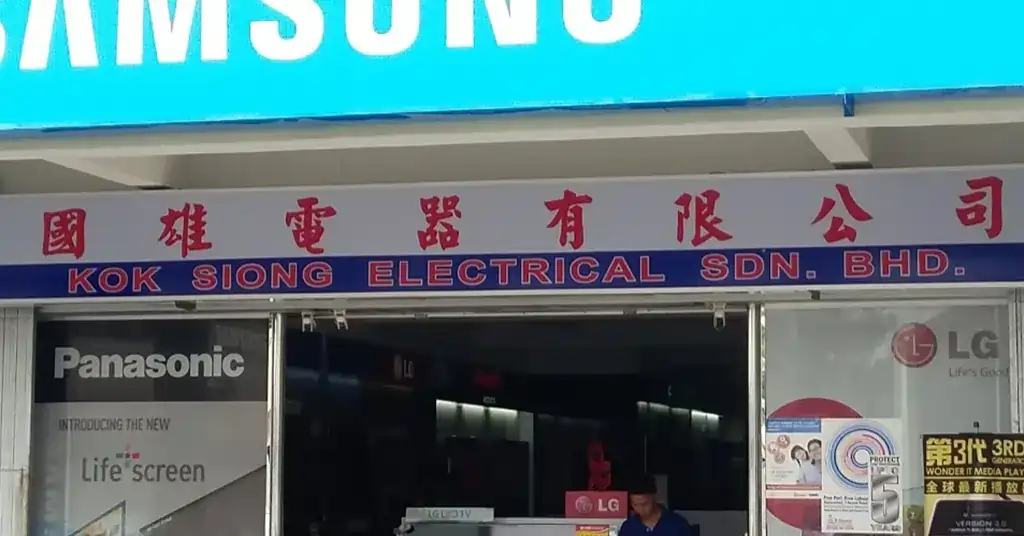 SAMSUNG
國雄電器有限公司
KOK SIONG ELECTRICAL SDN. BHD.
Panasonic
INTRODUCING THE NEW
Life screen
LG
LG
Life's Good
LG
PROTECT
5
YEARS
第3代 3RD
WONDER IT MEDIA PLAY
全球最新播放
VERSION 3.0